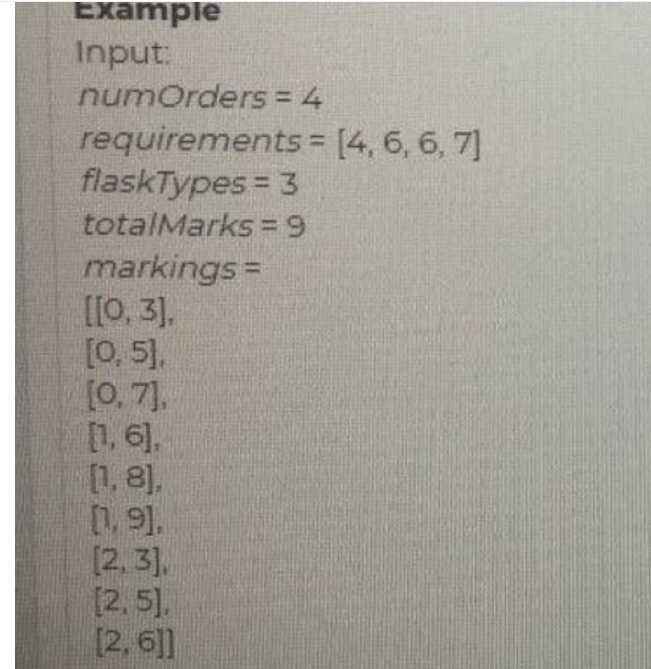 Example
Input:
numOrders = 4
requirements = [4, 6, 6, 7]
flaskTypes = 3
totalMarks = 9
markings =
[[0, 3],
[0, 5],
[0, 7],
[1, 6],
[1, 8],
[1, 9],
[2, 3],
[2, 5],
[2, 6]]